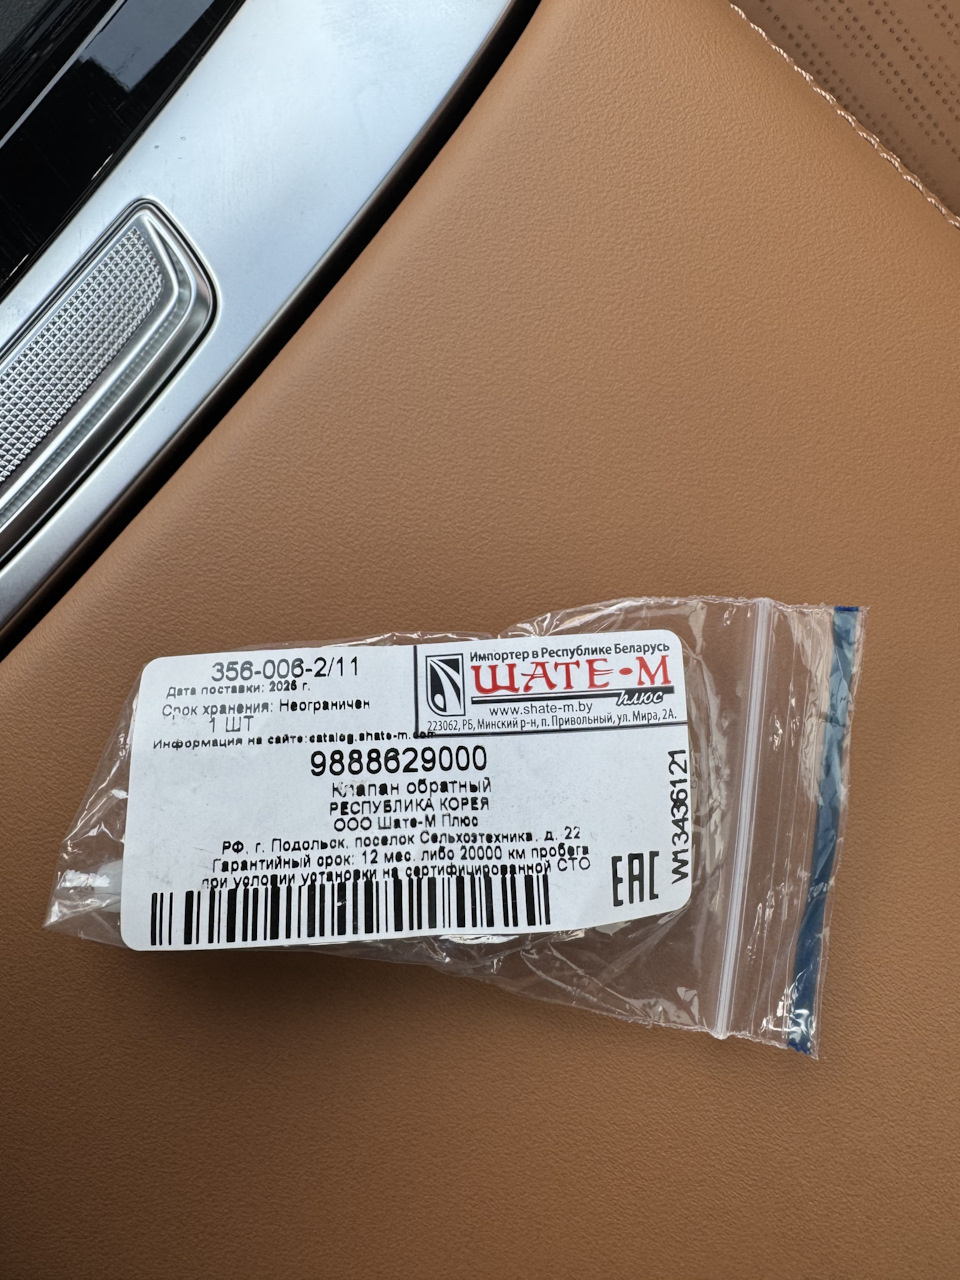 356-006-2/11
Дата поставки: 2026 г.
Срок хранения: Неограничен
1 ШТ
Информация на сайте:catalog.shate-m.com
Импортер в Республике Беларусь
ШАТЕ-М
плюс
www.shate-m.by
223062, РБ, Минский р-н, п. Привольный, ул. Мира, 2А.
9888629000
Клапан обратный
РЕСПУБЛИКА КОРЕЯ
ООО Шате-М Плюс
РФ, г. Подольск, поселок Сельхозтехника, д. 22
Гарантийный срок: 12 мес. либо 20000 км пробега
при условии установки на сертифицированной СТО
EAC
W13436121